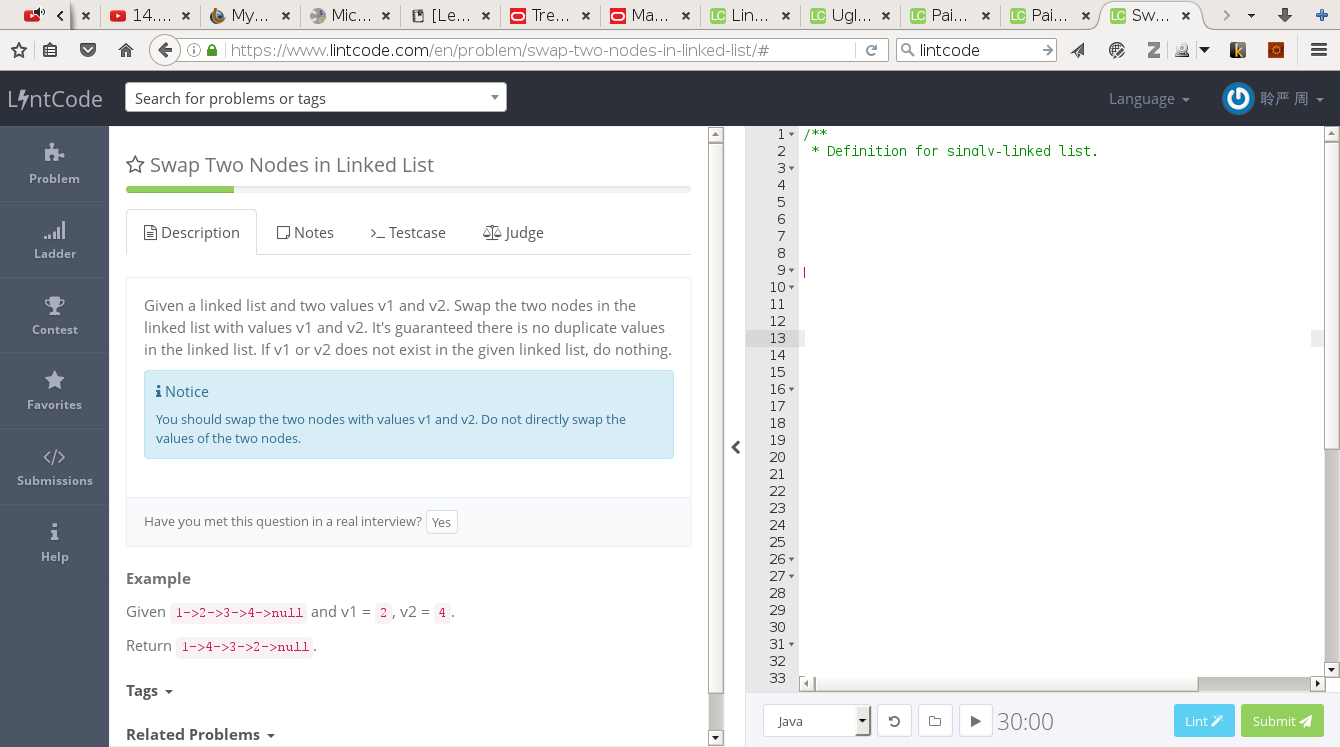 14....
My...
Mic...
[Le...
Tre...
Ma...
Lin...
Ugl...
Pai...
Pai...
Sw...
https://www.lintcode.com/en/problem/swap-two-nodes-in-linked-list/#
lintcode
LintCode
Search for problems or tags
Language
聆严 周
Problem
Ladder
Contest
Favorites
Submissions
Help
Swap Two Nodes in Linked List
Description
Notes
Testcase
Judge
Given a linked list and two values v1 and v2. Swap the two nodes in the
linked list with values v1 and v2. It's guaranteed there is no duplicate values
in the linked list. If v1 or v2 does not exist in the given linked list, do nothing.
Notice
You should swap the two nodes with values v1 and v2. Do not directly swap the
values of the two nodes.
Have you met this question in a real interview? Yes
Example
Given 1->2->3->4->null and v1 = 2 , v2 = 4 .
Return 1->4->3->2->null.
Tags
Related Problems
1 /**
2 * Definition for singly-linked list.
3
4
5
6
7
8
9
10
11
12
13
14
15
16
17
18
19
20
21
22
23
24
25
26
27
28
29
30
31
32
33
Java
30:00
Lint
Submit